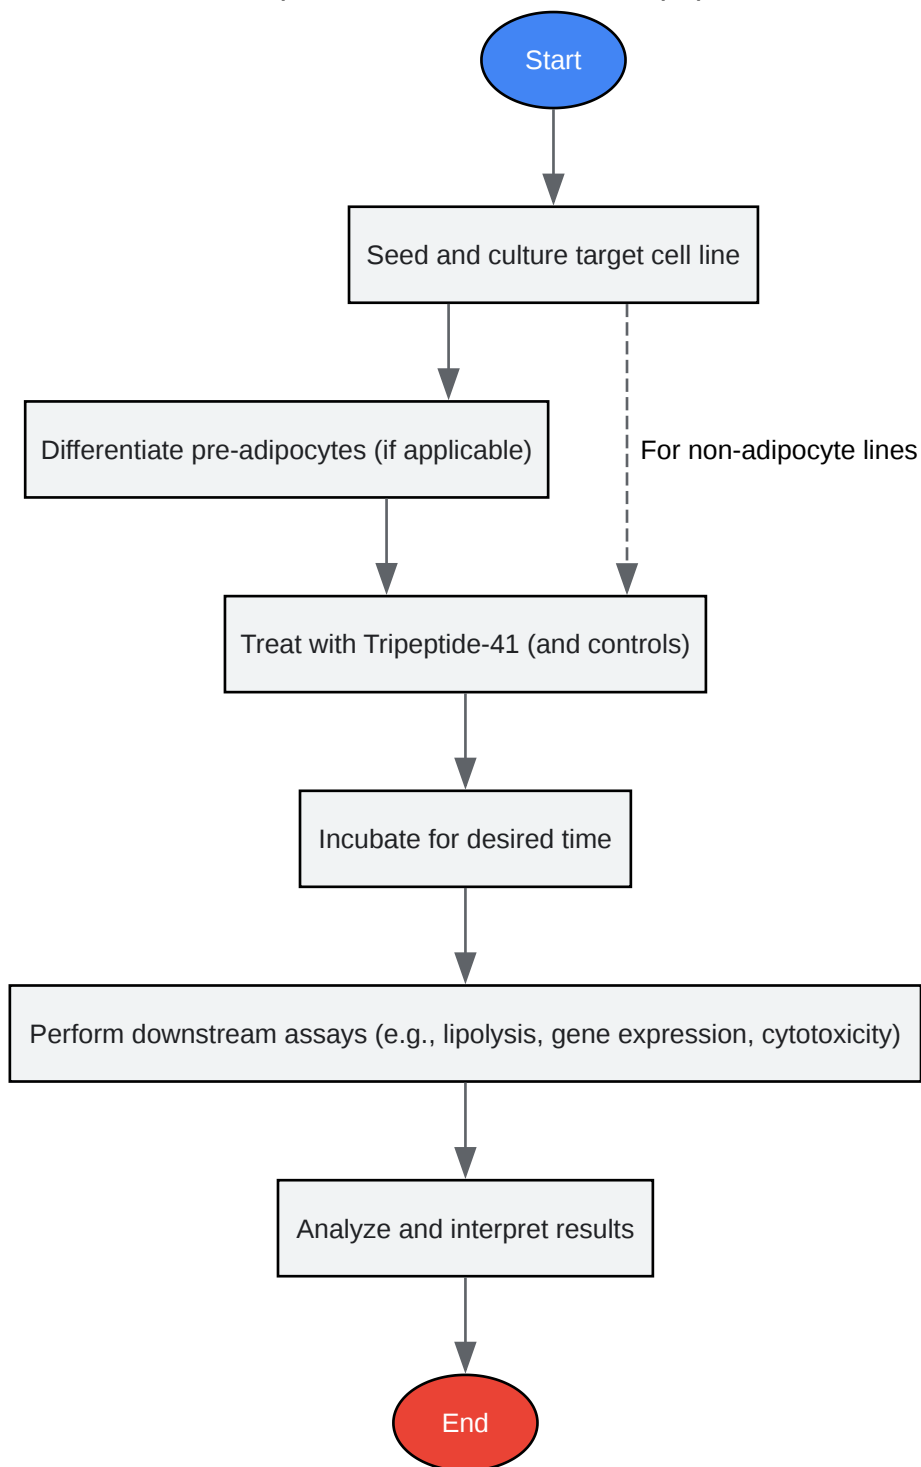 Start
Seed and culture target cell line
Differentiate pre-adipocytes (if applicable)
For non-adipocyte lines
Treat with Tripeptide-41 (and controls)
Incubate for desired time
Perform downstream assays (e.g., lipolysis, gene expression, cytotoxicity)
Analyze and interpret results
End